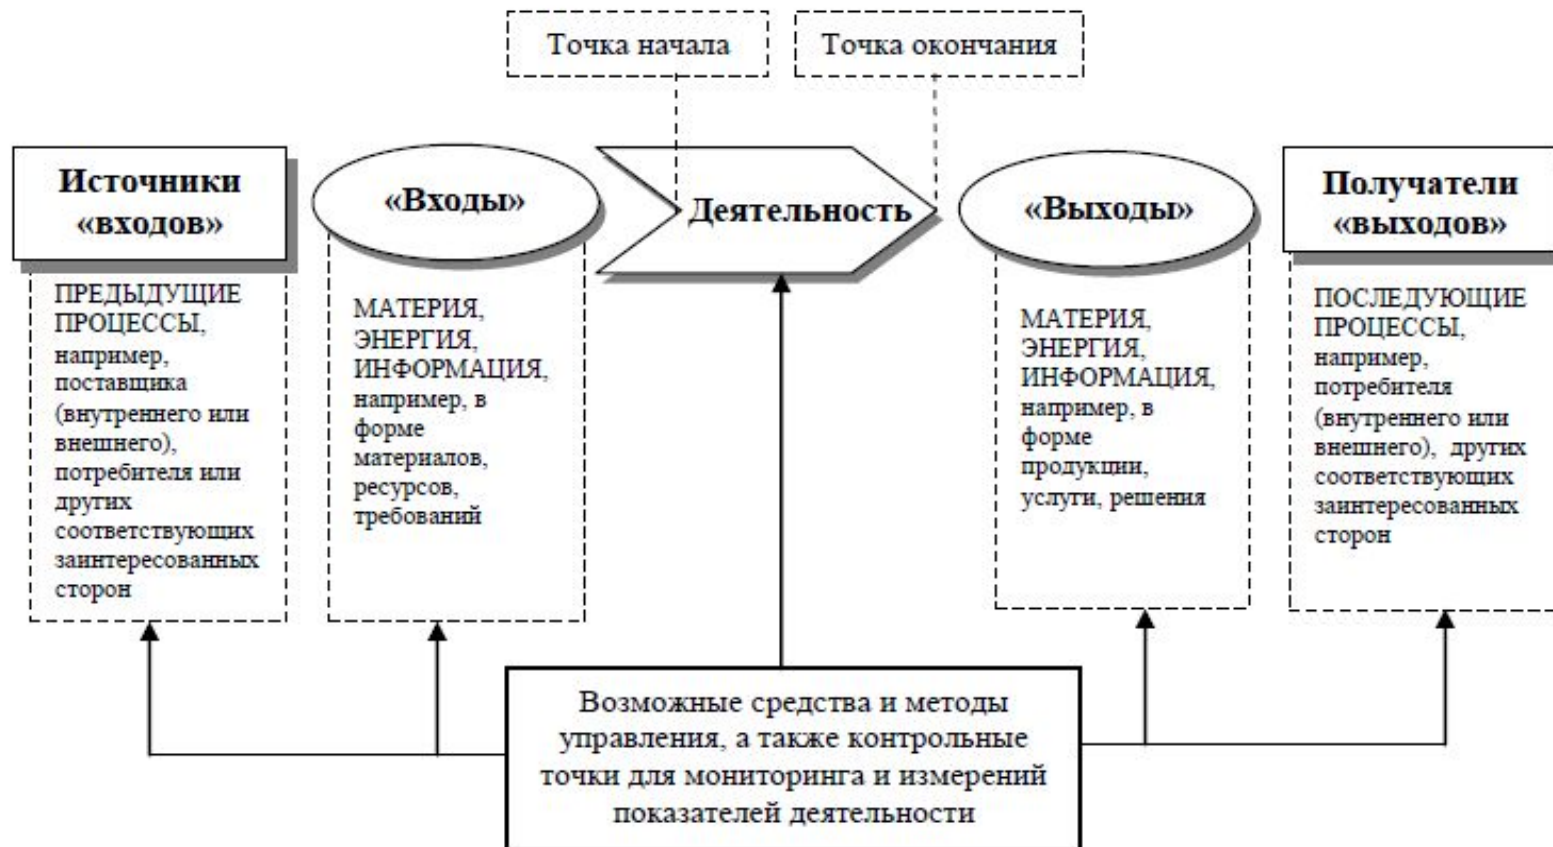 Точка начала
Точка окончания
Источники
«входов»
«Входы»
Деятельность
«Выходы»
Получатели
«выходов»
ПРЕДЫДУЩИЕ
ПРОЦЕССЫ,
например,
поставщика
(внутреннего или
внешнего),
потребителя или
других
соответствующих
заинтересованных
сторон
МАТЕРИЯ,
ЭНЕРГИЯ,
ИНФОРМАЦИЯ,
например, в
форме
материалов,
ресурсов,
требований
МАТЕРИЯ,
ЭНЕРГИЯ,
ИНФОРМАЦИЯ,
например, в
форме
продукции,
услуги, решения
ПОСЛЕДУЮЩИЕ
ПРОЦЕССЫ,
например,
потребителя
(внутреннего или
внешнего), других
соответствующих
заинтересованных
сторон
Возможные средства и методы
управления, а также контрольные
точки для мониторинга и измерений
показателей деятельности